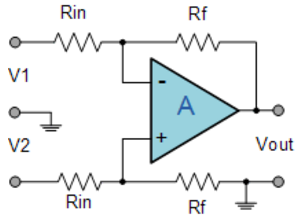 Rin
Rf
V1
-
A
V2
+
Vout
Rin
Rf